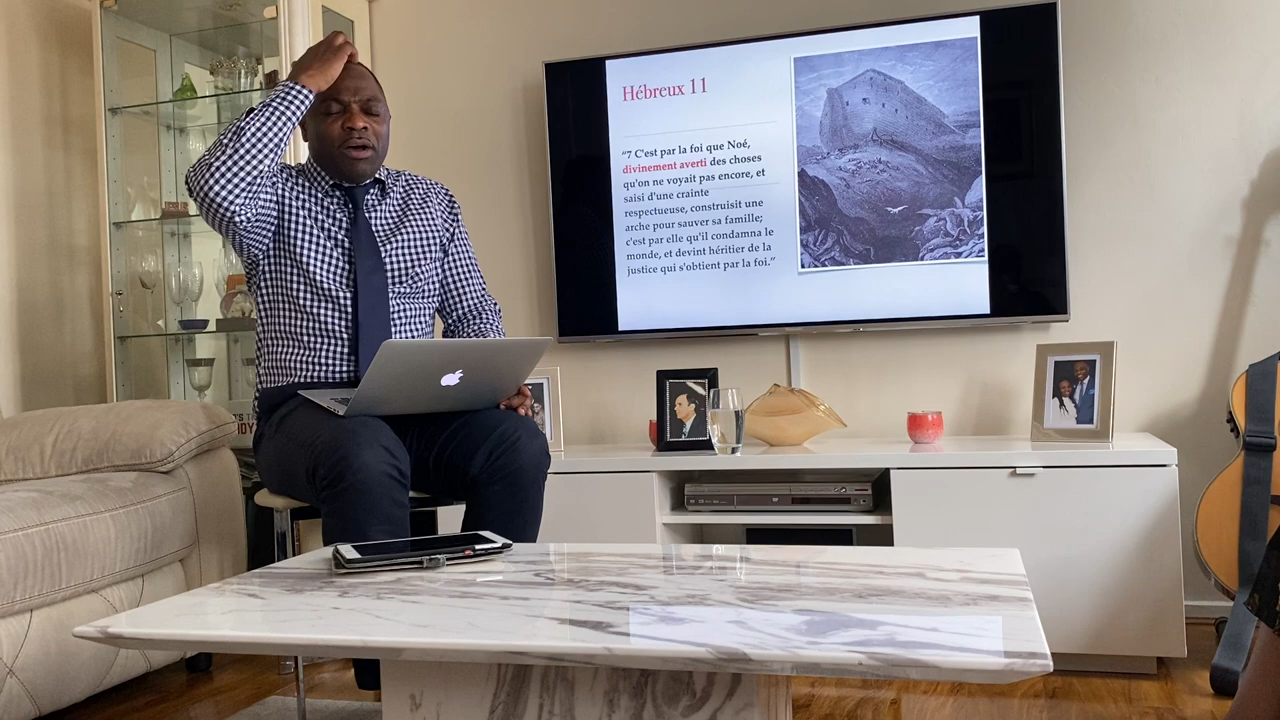 Hébreux 11
“7 C'est par la foi que Noé,
divinement averti des choses
qu'on ne voyait pas encore, et
saisi d'une crainte
respectueuse, construisit une
arche pour sauver sa famille;
c'est par elle qu'il condamna le
monde, et devint héritier de la
justice qui s'obtient par la foi.”